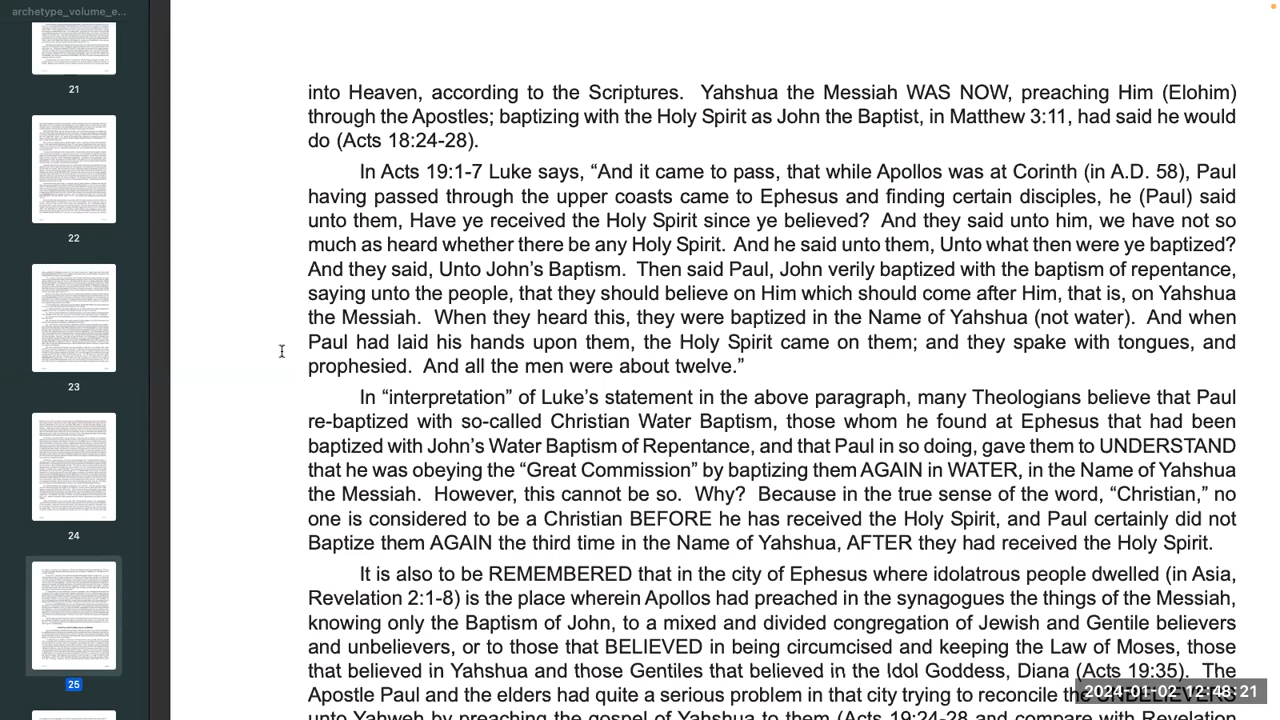 archetype_volume_e...
21
22
23
24
25
into Heaven, according to the Scriptures. Yahshua the Messiah WAS NOW, preaching Him (Elohim)
through the Apostles; baptizing with the Holy Spirit as John the Baptist, in Matthew 3:11, had said he would
do (Acts 18:24-28).
In Acts 19:1-7 Luke says, “And it came to pass, that while Apollos was at Corinth (in A.D. 58), Paul
having passed through the upper coasts came to Ephesus and finding certain disciples, he (Paul) said
unto them, Have ye received the Holy Spirit since ye believed? And they said unto him, we have not so
much as heard whether there be any Holy Spirit. And he said unto them, Unto what then were ye baptized?
And they said, Unto John’s Baptism. Then said Paul, John verily baptized with the baptism of repentance,
saying unto the people, that they should believe on Him which should come after Him, that is, on Yahshua
the Messiah. When they heard this, they were baptized in the Name of Yahshua (not water). And when
Paul had laid his hands upon them, the Holy Spirit came on them; and they spake with tongues, and
prophesied. And all the men were about twelve.”
In “interpretation” of Luke’s statement in the above paragraph, many Theologians believe that Paul
re-baptized with so-called Christian Water Baptism, those whom he found at Ephesus that had been
baptized with John’s Water Baptism of Repentance, and that Paul in so doing, gave them to UNDERSTAND
that he was obeying the “Great Commission” by baptizing them AGAIN in WATER, in the Name of Yahshua
the Messiah. However, this cannot be so. Why? Because in the true sense of the word, “Christian,” no
one is considered to be a Christian BEFORE he has received the Holy Spirit, and Paul certainly did not
Baptize them AGAIN the third time in the Name of Yahshua, AFTER they had received the Holy Spirit.
It is also to be REMEMBERED that in the city of Ephesus where idolatrous people dwelled (in Asia,
Revelation 2:1-8) is the place wherein Apollos had preached in the synagogues the things of the Messiah,
knowing only the Baptism of John, to a mixed and divided congregation of Jewish and Gentile believers
and unbelievers, or to those that BELIEVED in being circumcised and keeping the Law of Moses, those
that believed in Yahshua and those Gentiles that believed in the Idol Goddess, Diana (Acts 19:35). The
Apostle Paul and the elders had quite a serious problem in that city trying to reconcile the UNBELIEVERS
unto Yahweh by preaching the gospel of Yahshua to them (Acts 19:24-28 and compare with Revelation
2024-01-02 12:48:21